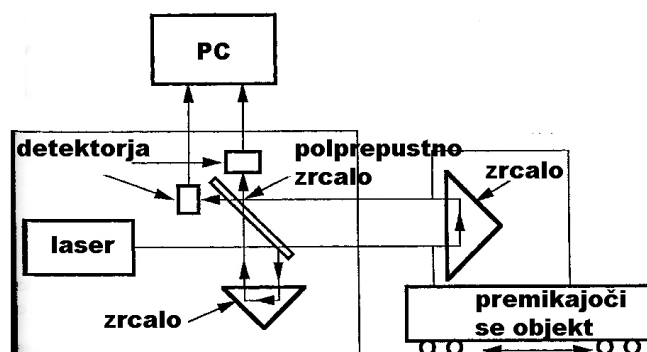 PC
detektorja
polprepustno
zrcalo
zrcalo
laser
zrcalo
premikajoči
se objekt